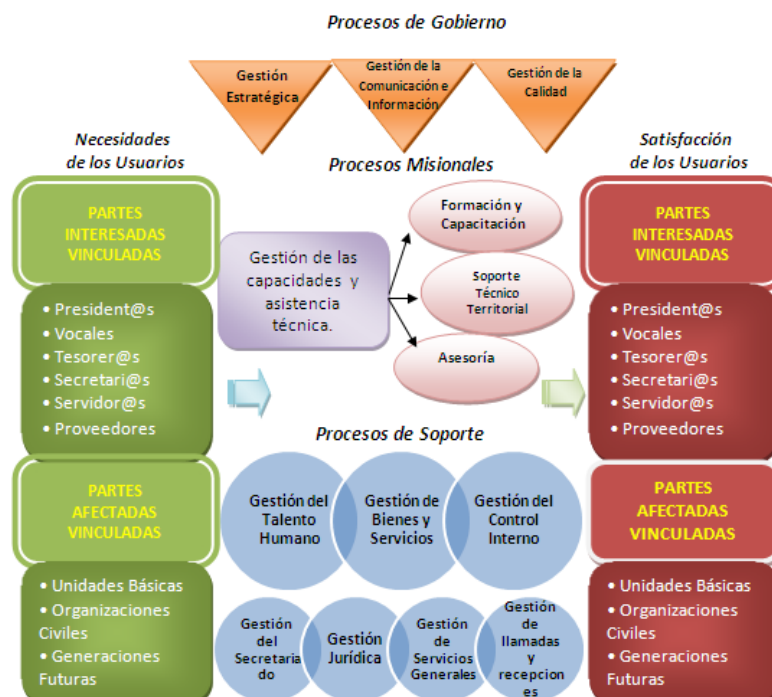 Procesos de Gobierno
Gestión
Estratégica
Gestión de la
Comunicación e
Información
Gestión de la
Calidad
Necesidades
de los Usuarios
Procesos Misionales
Satisfacción
de los Usuarios
PARTES
INTERESADAS
VINCULADAS
• President@s
• Vocales
• Tesorer@s
• Secretari@s
• Servidor@s
• Proveedores
PARTES
AFECTADAS
VINCULADAS
• Unidades Básicas
• Organizaciones
Civiles
• Generaciones
Futuras
Gestión de las
capacidades y
asistencia
técnica.
Formación y
Capacitación
Soporte
Técnico
Territorial
Asesoría
Procesos de Soporte
Gestión del
Talento
Humano
Gestión de
Bienes y
Servicios
Gestión del
Control
Interno
Gestión
del
Secretaria
do
Gestión
Jurídica
Gestión
de
Servicios
Generales
Gestión
de
llamadas y
recepcion
es
PARTES
INTERESADAS
VINCULADAS
• President@s
• Vocales
• Tesorer@s
• Secretari@s
• Servidor@s
• Proveedores
PARTES
AFECTADAS
VINCULADAS
• Unidades Básicas
• Organizaciones
Civiles
• Generaciones
Futuras